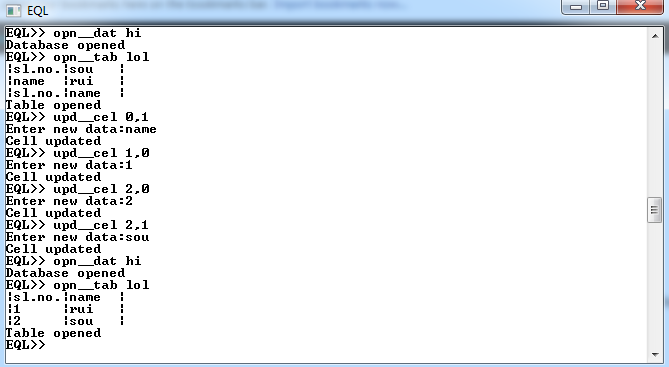 EQL
EQL>> opn__dat hi
Database opened
EQL>> opn__tab lol
¦sl.no.¦sou   ¦
¦name  ¦rui   ¦
¦sl.no.¦name  ¦
Table opened
EQL>> upd__cel 0,1
Enter new data:name
Cell updated
EQL>> upd__cel 1,0
Enter new data:1
Cell updated
EQL>> upd__cel 2,0
Enter new data:2
Cell updated
EQL>> upd__cel 2,1
Enter new data:sou
Cell updated
EQL>> opn__dat hi
Database opened
EQL>> opn__tab lol
¦sl.no.¦name  ¦
¦1     ¦rui   ¦
¦2     ¦sou   ¦
Table opened
EQL>>